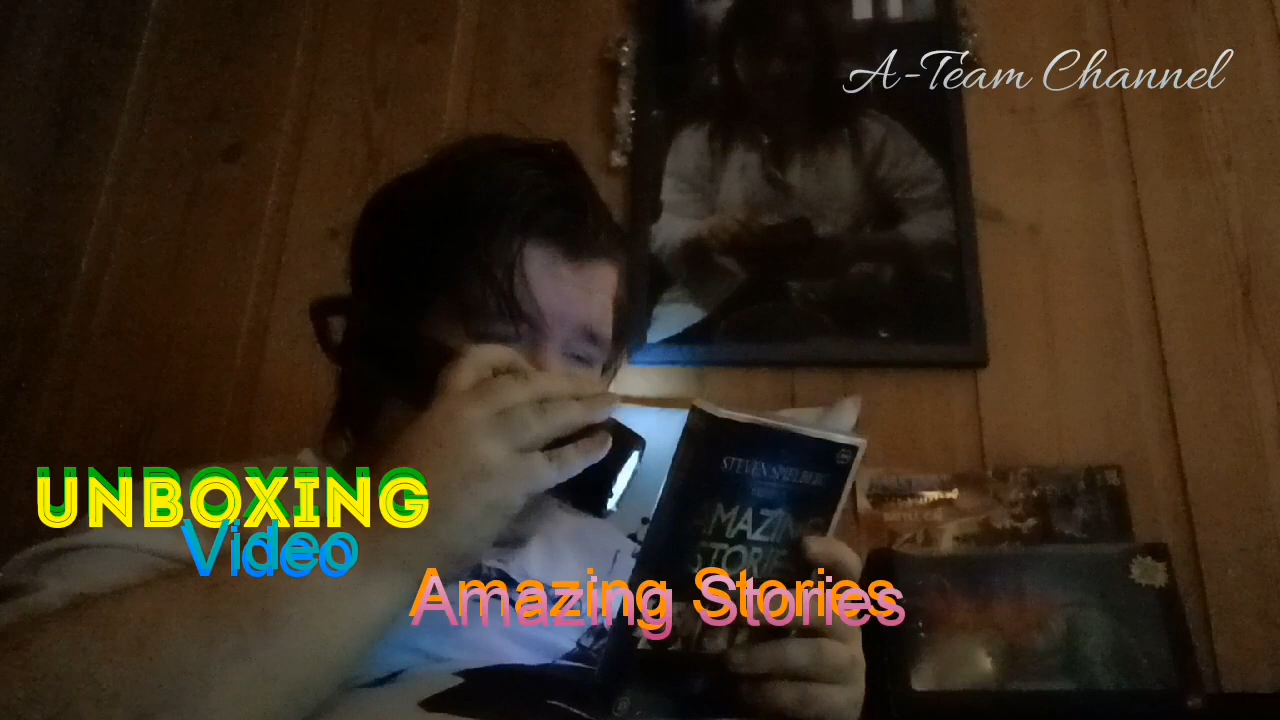 A-Team Channel
UNBOXING
Video
STEVEN SPIELBERG
AMAZING
STORIES
Amazing Stories